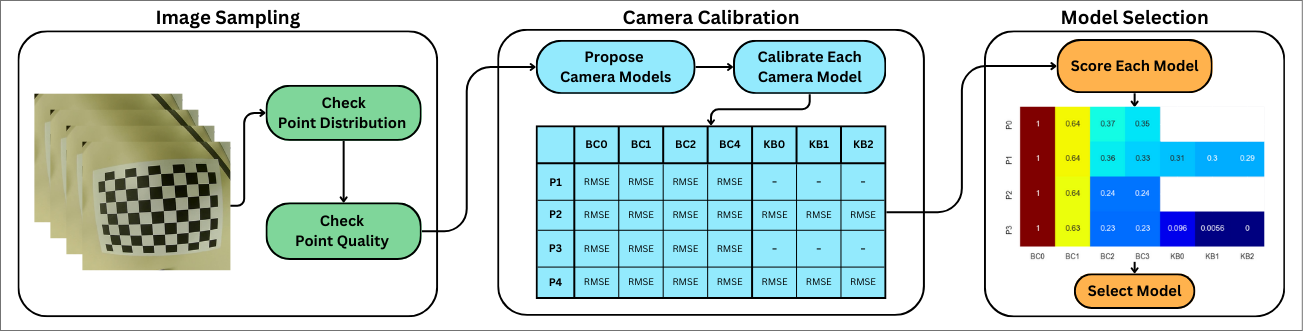 Image Sampling
Check
Point Distribution
Check
Point Quality
Camera Calibration
Propose
Camera Models
Calibrate Each
Camera Model
BC0 BC1 BC2 BC4 KB0 KB1 KB2
P1 RMSE RMSE RMSE RMSE - - -
P2 RMSE RMSE RMSE RMSE RMSE RMSE RMSE
P3 RMSE RMSE RMSE RMSE - - -
P4 RMSE RMSE RMSE RMSE RMSE RMSE RMSE
Model Selection
Score Each Model
P0 1 0.64 0.37 0.35
P1 1 0.64 0.36 0.33 0.31 0.3 0.29
P2 1 0.64 0.24 0.24
P3 1 0.63 0.23 0.23 0.096 0.0056 0
BC0 BC1 BC2 BC3 KB0 KB1 KB2
Select Model